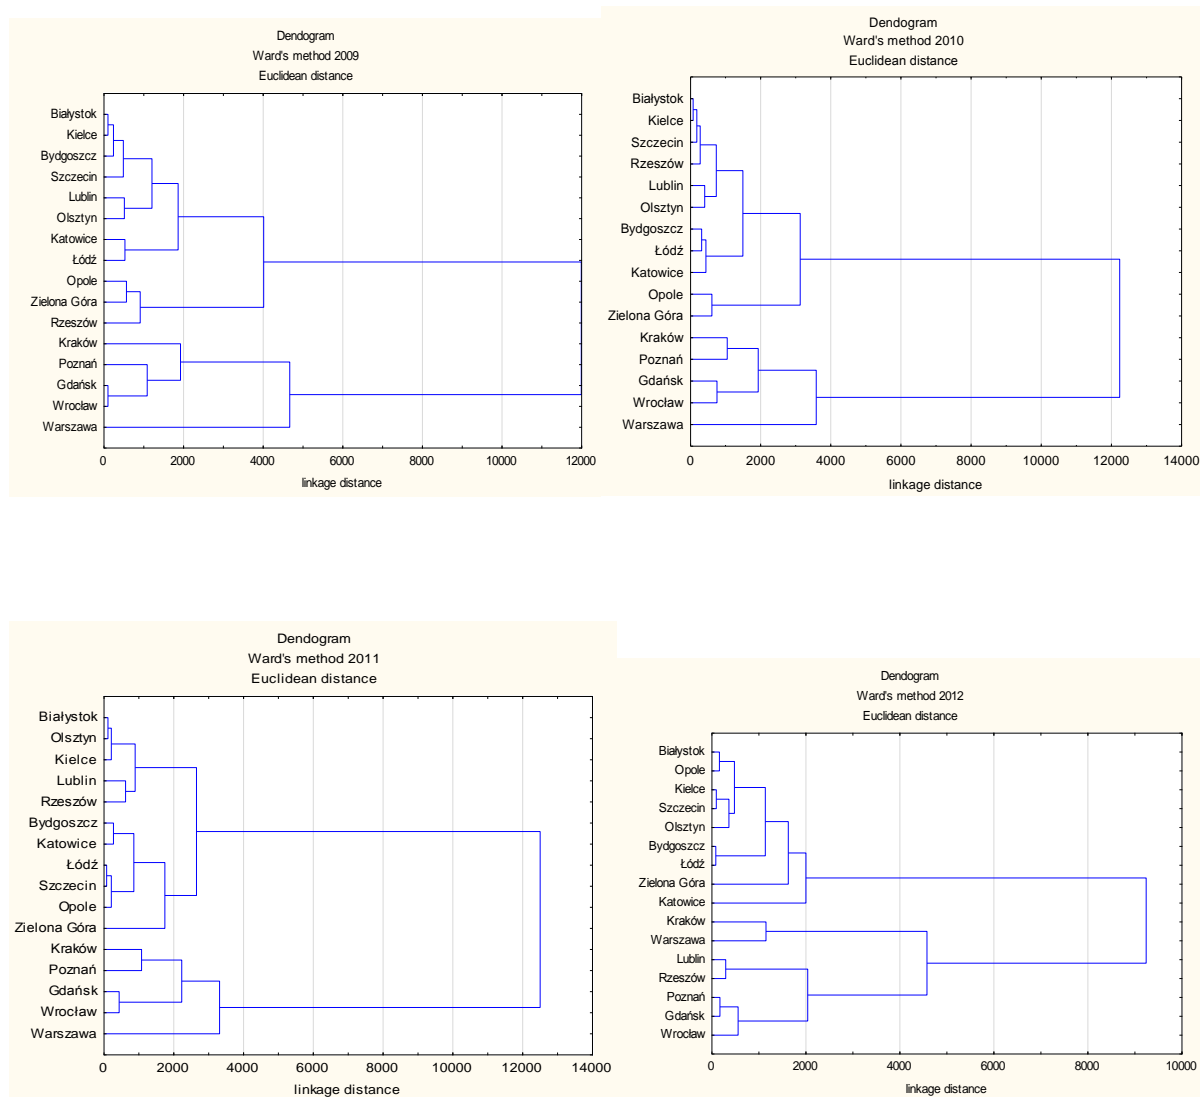 Dendogram
Ward's method 2009
Euclidean distance
Białystok
Kielce
Bydgoszcz
Szczecin
Lublin
Olsztyn
Katowice
Łódź
Opole
Zielona Góra
Rzeszów
Kraków
Poznań
Gdańsk
Wrocław
Warszawa
0 2000 4000 6000 8000 10000 12000
linkage distance
Dendogram
Ward's method 2010
Euclidean distance
Białystok
Kielce
Szczecin
Rzeszów
Lublin
Olsztyn
Bydgoszcz
Łódź
Katowice
Opole
Zielona Góra
Kraków
Poznań
Gdańsk
Wrocław
Warszawa
0 2000 4000 6000 8000 10000 12000 14000
linkage distance
Dendogram
Ward's method 2011
Euclidean distance
Białystok
Olsztyn
Kielce
Lublin
Rzeszów
Bydgoszcz
Katowice
Łódź
Szczecin
Opole
Zielona Góra
Kraków
Poznań
Gdańsk
Wrocław
Warszawa
0 2000 4000 6000 8000 10000 12000 14000
linkage distance
Dendogram
Ward's method 2012
Euclidean distance
Białystok
Opole
Kielce
Szczecin
Olsztyn
Bydgoszcz
Łódź
Zielona Góra
Katowice
Kraków
Warszawa
Lublin
Rzeszów
Poznań
Gdańsk
Wrocław
0 2000 4000 6000 8000 10000
linkage distance